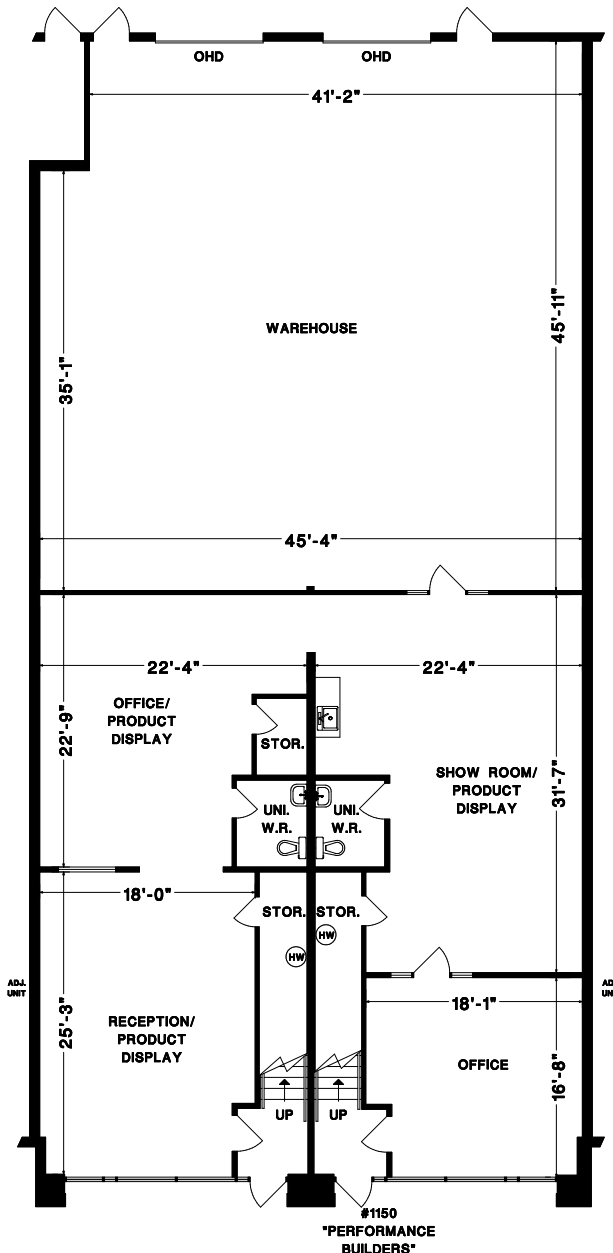 OHD
OHD
41'-2"
WAREHOUSE
35'-1"
45'-11"
45'-4"
22'-4"
22'-4"
OFFICE/
PRODUCT
DISPLAY
22'-9"
STOR.
SHOW ROOM/
PRODUCT
DISPLAY
31'-7"
UNI.
W.R.
UNI.
W.R.
18'-0"
STOR.
STOR.
HW
HW
ADJ.
UNIT
AD
UN
18'-1"
25'-3"
RECEPTION/
PRODUCT
DISPLAY
OFFICE
16'-8"
UP
UP
#1150
"PERFORMANCE
BUILDERS"